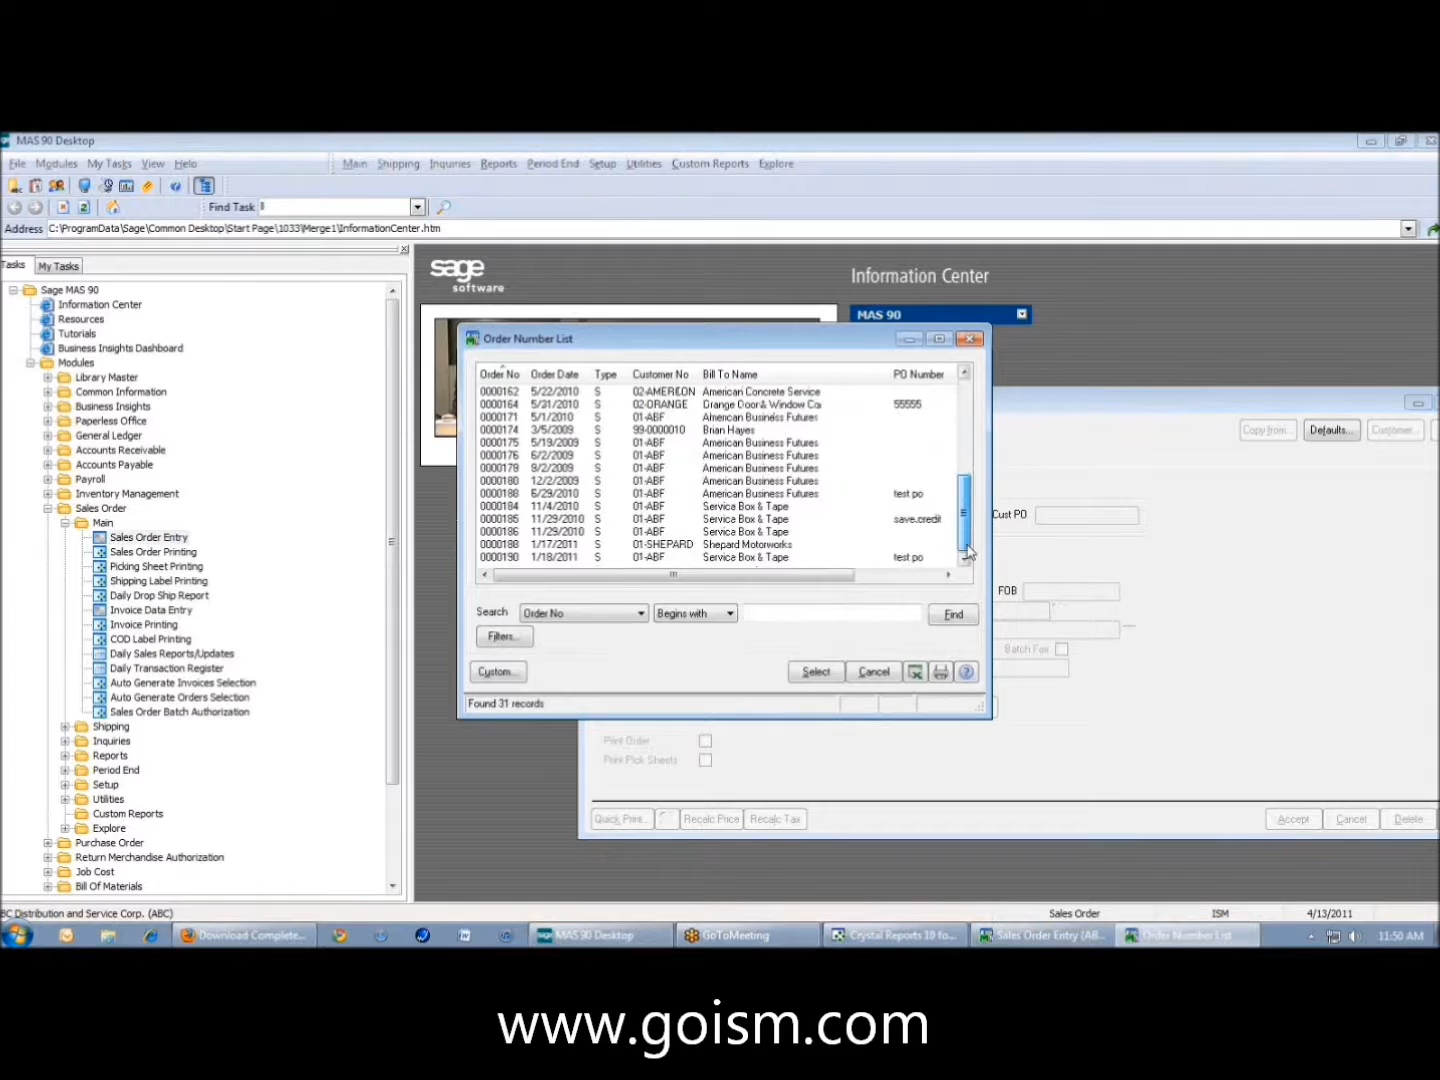 MAS 90 Desktop
File Modules My Tasks View Help Main Shipping Inquiries Reports Period End Setup Utilities Custom Reports Explore
Find Task
Address C:\ProgramData\Sage\Common Desktop\Start Page\1033\Merge1\InformationCenter.htm
Tasks My Tasks
Sage MAS 90
Information Center
Resources
Tutorials
Business Insights Dashboard
Modules
Library Master
Common Information
Business Insights
Paperless Office
General Ledger
Accounts Receivable
Accounts Payable
Payroll
Inventory Management
Sales Order
Main
Sales Order Entry
Sales Order Printing
Picking Sheet Printing
Shipping Label Printing
Daily Drop Ship Report
Invoice Data Entry
Invoice Printing
COD Label Printing
Daily Sales Reports/Updates
Daily Transaction Register
Auto Generate Invoices Selection
Auto Generate Orders Selection
Sales Order Batch Authorization
Shipping
Inquiries
Reports
Period End
Setup
Utilities
Custom Reports
Explore
Purchase Order
Return Merchandise Authorization
Job Cost
Bill Of Materials
sage
software
Information Center
MAS 90
Order Number List
Order No Order Date Type Customer No Bill To Name PO Number
0000162 5/22/2010 S 02-AMERCON American Concrete Service
0000164 5/31/2010 S 02-ORANGE Orange Door & Window Co 55555
0000171 5/1/2010 S 01-ABF American Business Futures
0000174 3/5/2009 S 99-0000010 Brian Hayes
0000175 5/19/2009 S 01-ABF American Business Futures
0000176 6/2/2009 S 01-ABF American Business Futures
0000179 9/2/2009 S 01-ABF American Business Futures
0000180 12/2/2009 S 01-ABF American Business Futures
6/29/2010 S 01-ABF American Business Futures test po
0000184 11/4/2010 S 01-ABF Service Box & Tape
0000185 11/29/2010 S 01-ABF Service Box & Tape save.credit
0000186 11/29/2010 S 01-ABF Service Box & Tape
0000188 1/17/2011 S 01-SHEPARD Shepard Motorworks
0000190 1/18/2011 S 01-ABF Service Box & Tape test po
Search Order No Begins with Find
Filters...
Custom... Select Cancel
Found 31 records
Copy from... Defaults... Customer...
Cust PO
FOB
Batch Fax
Print Order
Print Pick Sheets
Quick Print... Recalc Price Recalc Tax Accept Cancel Delete
BC Distribution and Service Corp. (ABC) Sales Order ISM 4/13/2011
Download Complete... MAS 90 Desktop GoToMeeting Crystal Reports 10 fo... Sales Order Entry (AB... Order Number List 11:50 AM
www.goism.com